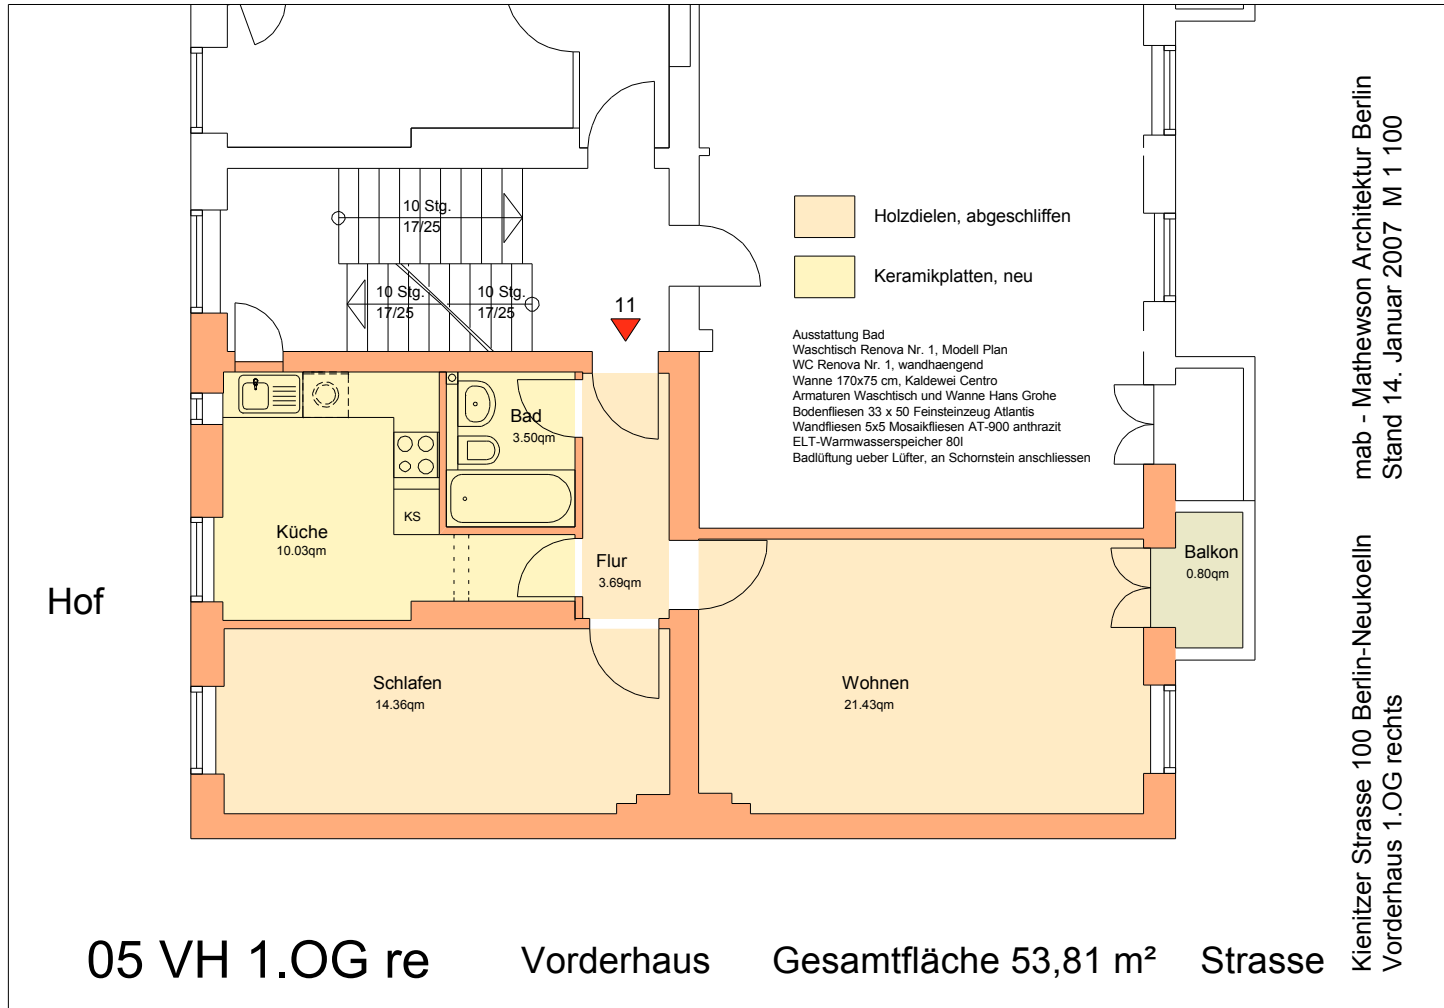 10 Stg.
17/25
10 Stg.
17/25
10 Stg.
17/25
11
Holzdielen, abgeschliffen
Keramikplatten, neu
Ausstattung Bad
Waschtisch Renova Nr. 1, Modell Plan
WC Renova Nr. 1, wandhaengend
Wanne 170x75 cm, Kaldewei Centro
Armaturen Waschtisch und Wanne Hans Grohe
Bodenfliesen 33 x 50 Feinsteinzeug Atlantis
Wandfliesen 5x5 Mosaikfliesen AT-900 anthrazit
ELT-Warmwasserspeicher 80l
Badlüftung ueber Lüfter, an Schornstein anschliessen
Bad
3.50qm
KS
Küche
10.03qm
Flur
3.69qm
Balkon
0.80qm
Hof
Schlafen
14.36qm
Wohnen
21.43qm
mab - Mathewson Architektur Berlin
Stand 14. Januar 2007 M 1 100
Kienitzer Strasse 100 Berlin-Neukoelln
Vorderhaus 1.OG rechts
05 VH 1.OG re
Vorderhaus
Gesamtfläche 53,81 m²
Strasse